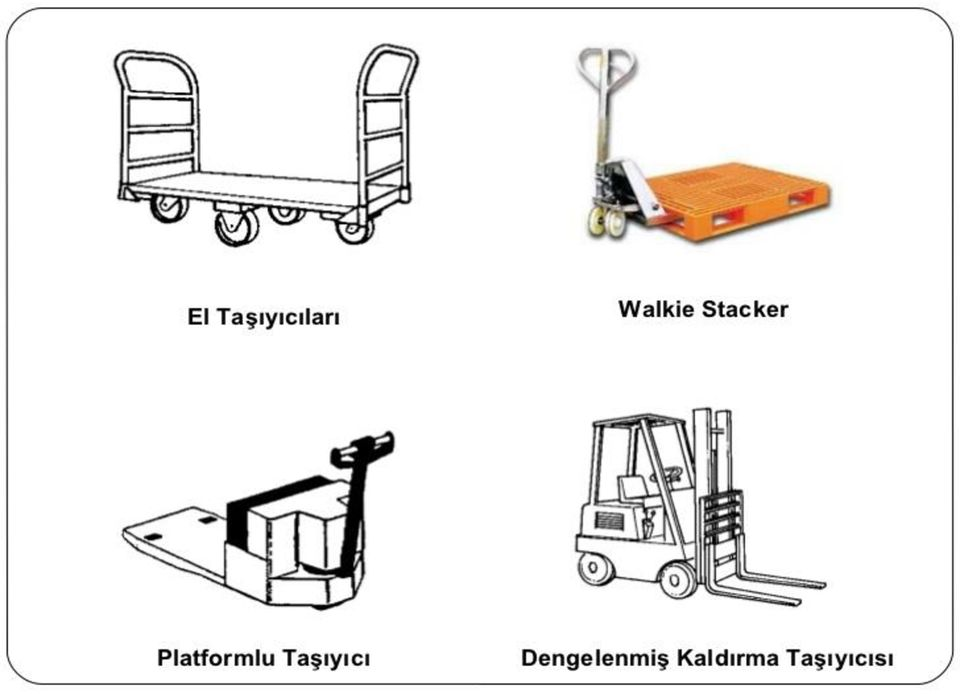 El Taşıyıcıları
Walkie Stacker
Platformlu Taşıyıcı
Dengelenmiş Kaldırma Taşıyıcısı